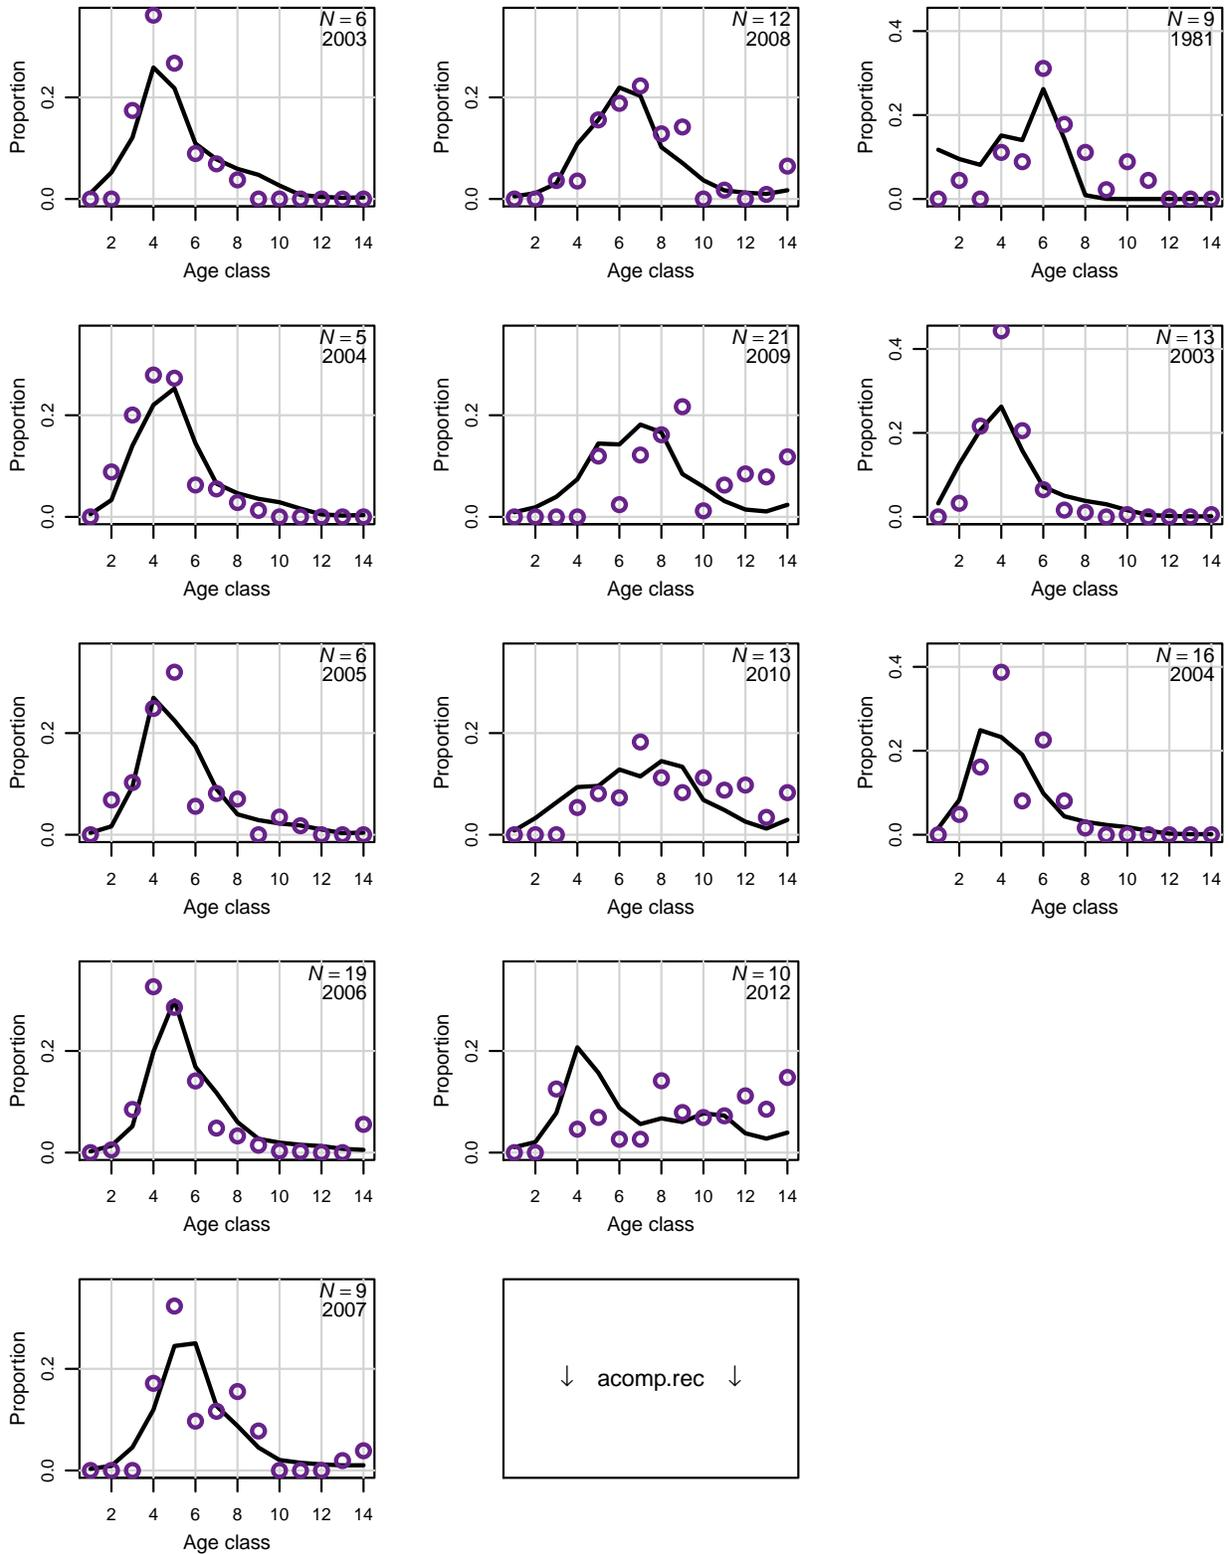 N = 6
2003
Proportion
0.2
0.0
2 4 6 8 10 12 14
Age class
N = 5
2004
Proportion
0.2
0.0
2 4 6 8 10 12 14
Age class
N = 6
2005
Proportion
0.2
0.0
2 4 6 8 10 12 14
Age class
N = 19
2006
Proportion
0.2
0.0
2 4 6 8 10 12 14
Age class
N = 9
2007
Proportion
0.2
0.0
2 4 6 8 10 12 14
Age class
N = 12
2008
Proportion
0.2
0.0
2 4 6 8 10 12 14
Age class
N = 21
2009
Proportion
0.2
0.0
2 4 6 8 10 12 14
Age class
N = 13
2010
Proportion
0.2
0.0
2 4 6 8 10 12 14
Age class
N = 10
2012
Proportion
0.2
0.0
2 4 6 8 10 12 14
Age class
↓ acomp.rec ↓
N = 9
1981
Proportion
0.4
0.2
0.0
2 4 6 8 10 12 14
Age class
N = 13
2003
Proportion
0.4
0.2
0.0
2 4 6 8 10 12 14
Age class
N = 16
2004
Proportion
0.4
0.2
0.0
2 4 6 8 10 12 14
Age class